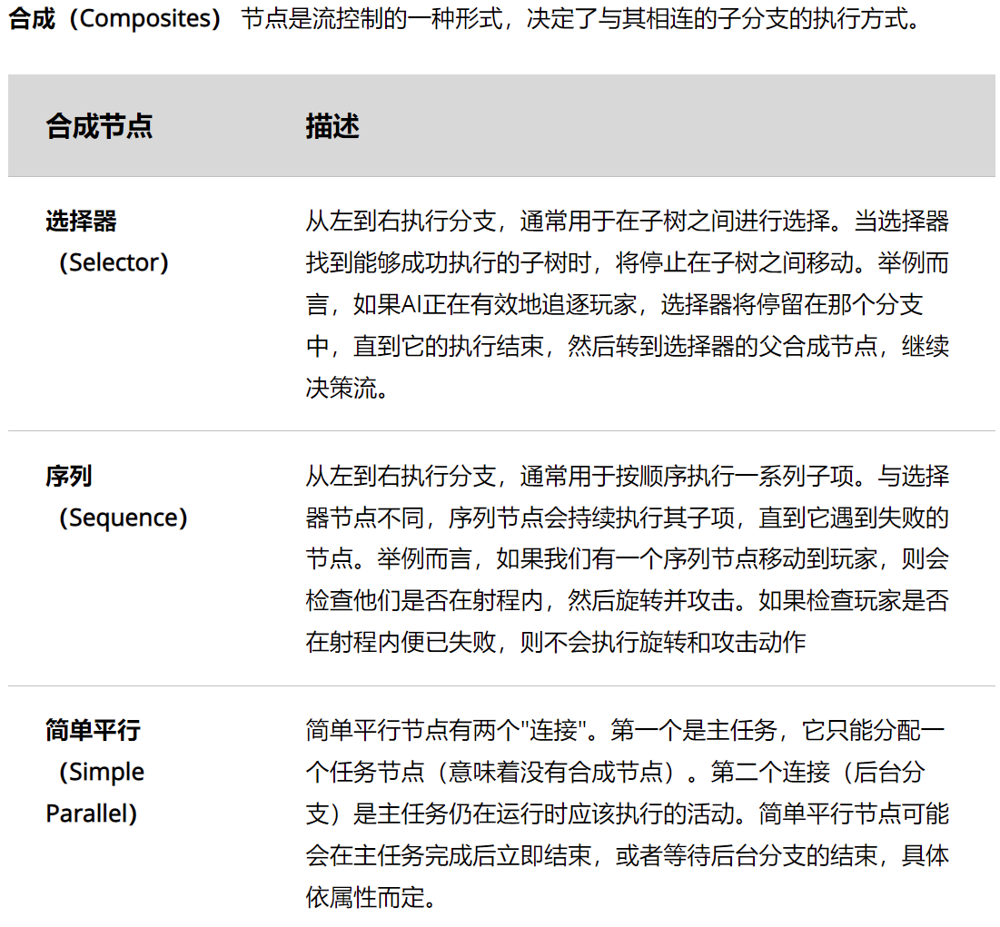 合成（Composites） 节点是流控制的一种形式，决定了与其相连的子分支的执行方式。
合成节点 描述
选择器
（Selector）
从左到右执行分支，通常用于在子树之间进行选择。当选择器
找到能够成功执行的子树时，将停止在子树之间移动。举例而
言，如果AI正在有效地追逐玩家，选择器将停留在那个分支
中，直到它的执行结束，然后转到选择器的父合成节点，继续
决策流。
序列
（Sequence）
从左到右执行分支，通常用于按顺序执行一系列子项。与选择
器节点不同，序列节点会持续执行其子项，直到它遇到失败的
节点。举例而言，如果我们有一个序列节点移动到玩家，则会
检查他们是否在射程内，然后旋转并攻击。如果检查玩家是否
在射程内便已失败，则不会执行旋转和攻击动作
简单平行
（Simple
Parallel）
简单平行节点有两个"连接"。第一个是主任务，它只能分配一
个任务节点（意味着没有合成节点）。第二个连接（后台分
支）是主任务仍在运行时应该执行的活动。简单平行节点可能
会在主任务完成后立即结束，或者等待后台分支的结束，具体
依属性而定。